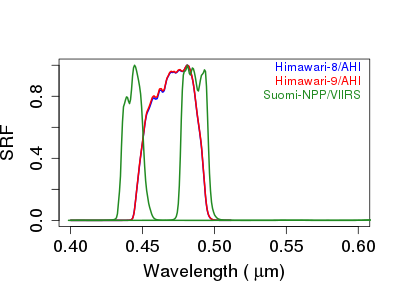 Himawari-8/AHI
Himawari-9/AHI
Suomi-NPP/VIIRS
SRF
0.8
0.4
0.0
0.40 0.45 0.50 0.55 0.60
Wavelength ( μm)